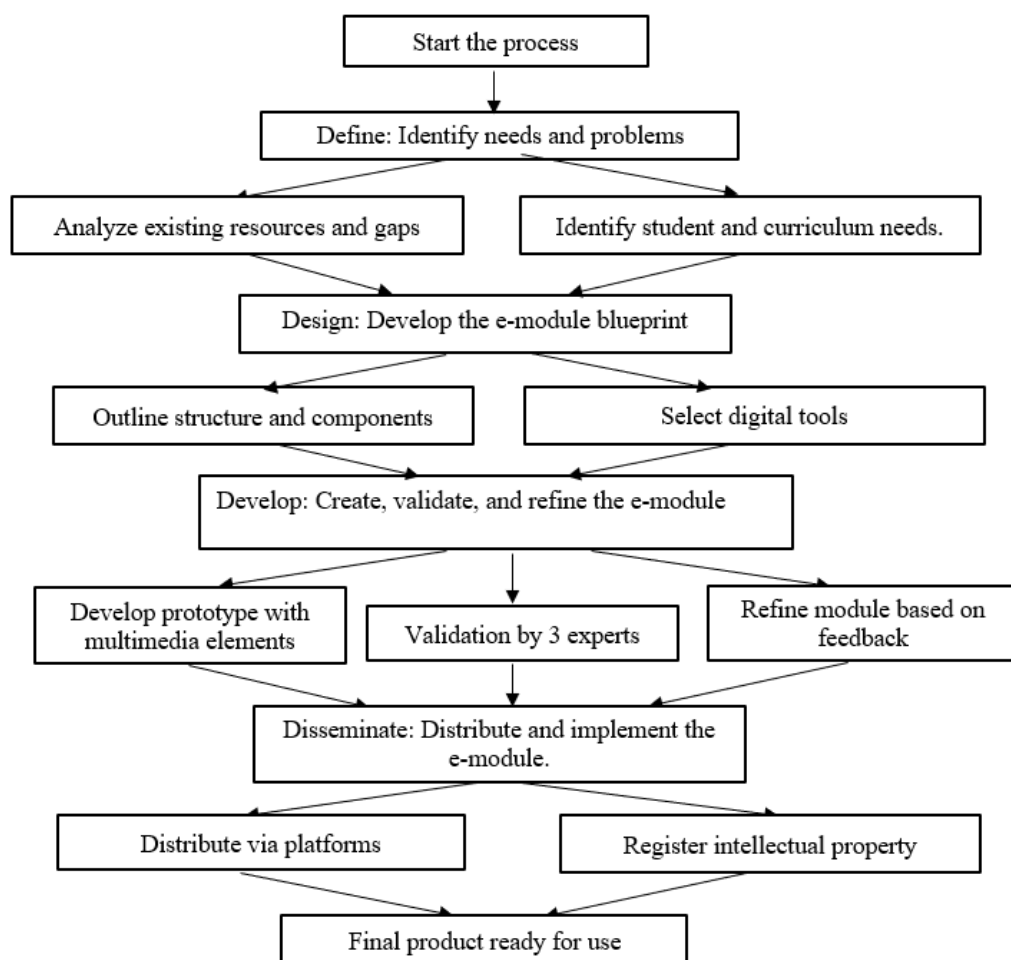 Start the process
Define: Identify needs and problems
Analyze existing resources and gaps
Identify student and curriculum needs.
Design: Develop the e-module blueprint
Outline structure and components
Select digital tools
Develop: Create, validate, and refine the e-module
Develop prototype with
multimedia elements
Validation by 3 experts
Refine module based on
feedback
Disseminate: Distribute and implement the
e-module.
Distribute via platforms
Register intellectual property
Final product ready for use